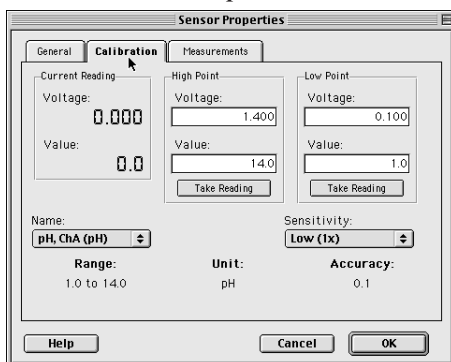 Sensor Properties
General Calibration Measurements
Current Reading
Voltage:
0.000
Value:
0.0
High Point
Voltage:
1.400
Value:
14.0
Take Reading
Low Point
Voltage:
0.100
Value:
1.0
Take Reading
Name:
pH, ChA (pH)
Sensitivity:
Low (1x)
Range: Unit: Accuracy:
1.0 to 14.0 pH 0.1
Help Cancel OK